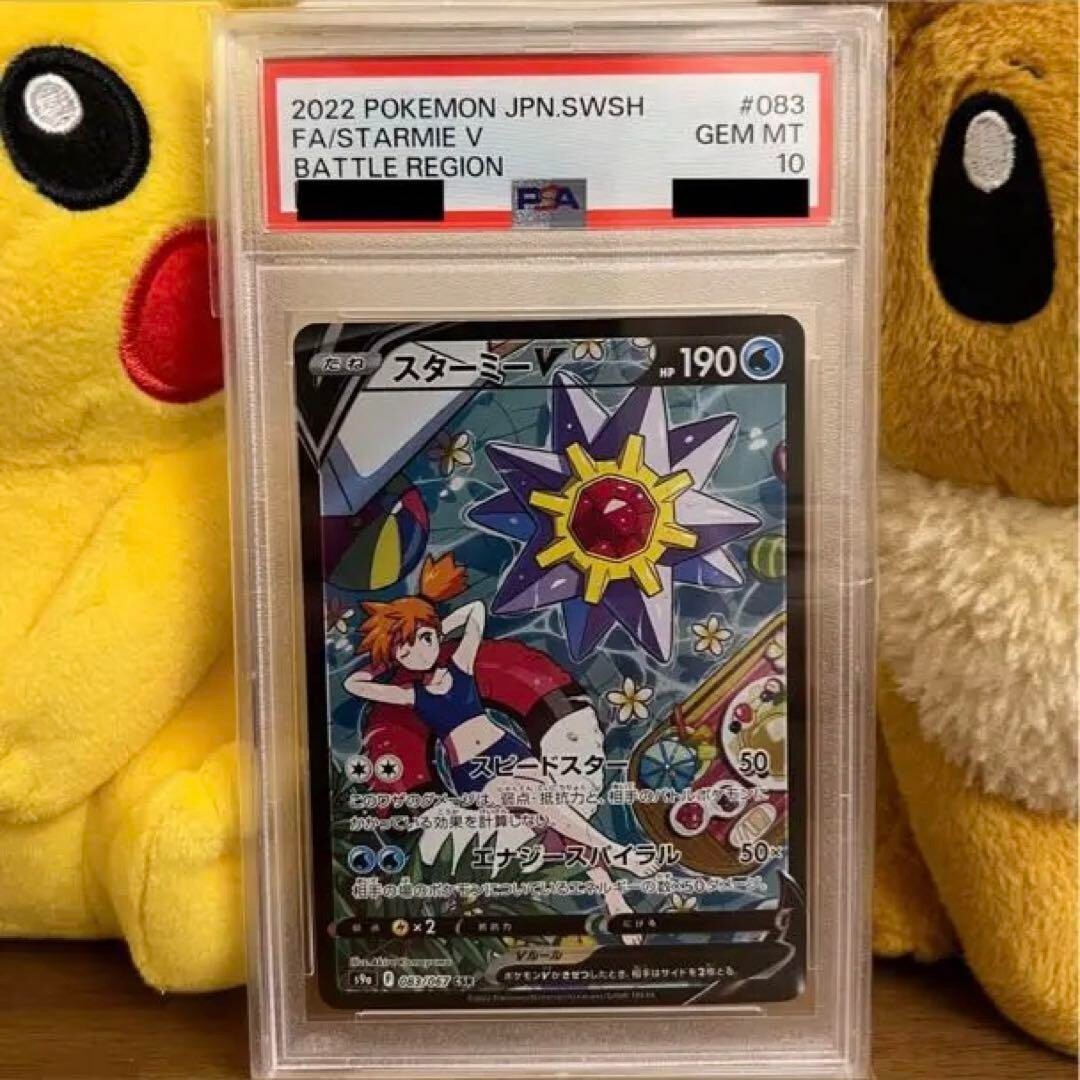 2022 POKEMON JPN.SWSH #083
FA/STARMIE V GEM MT
BATTLE REGION 10
PSA
たね スターミーV HP 190
スピードスター 50
このワザのダメージは、弱点・抵抗力と、相手のバトルポケモンに
かかっている効果を計算しない。
エナジースパイラル 50×
相手の場のポケモンについているエネルギーの数×50ダメージ。
弱点 ×2 抵抗力 にげる
Vルール
ポケモンVがきぜつしたとき、相手はサイドを2枚とる。
s9a F 083/067 CSR